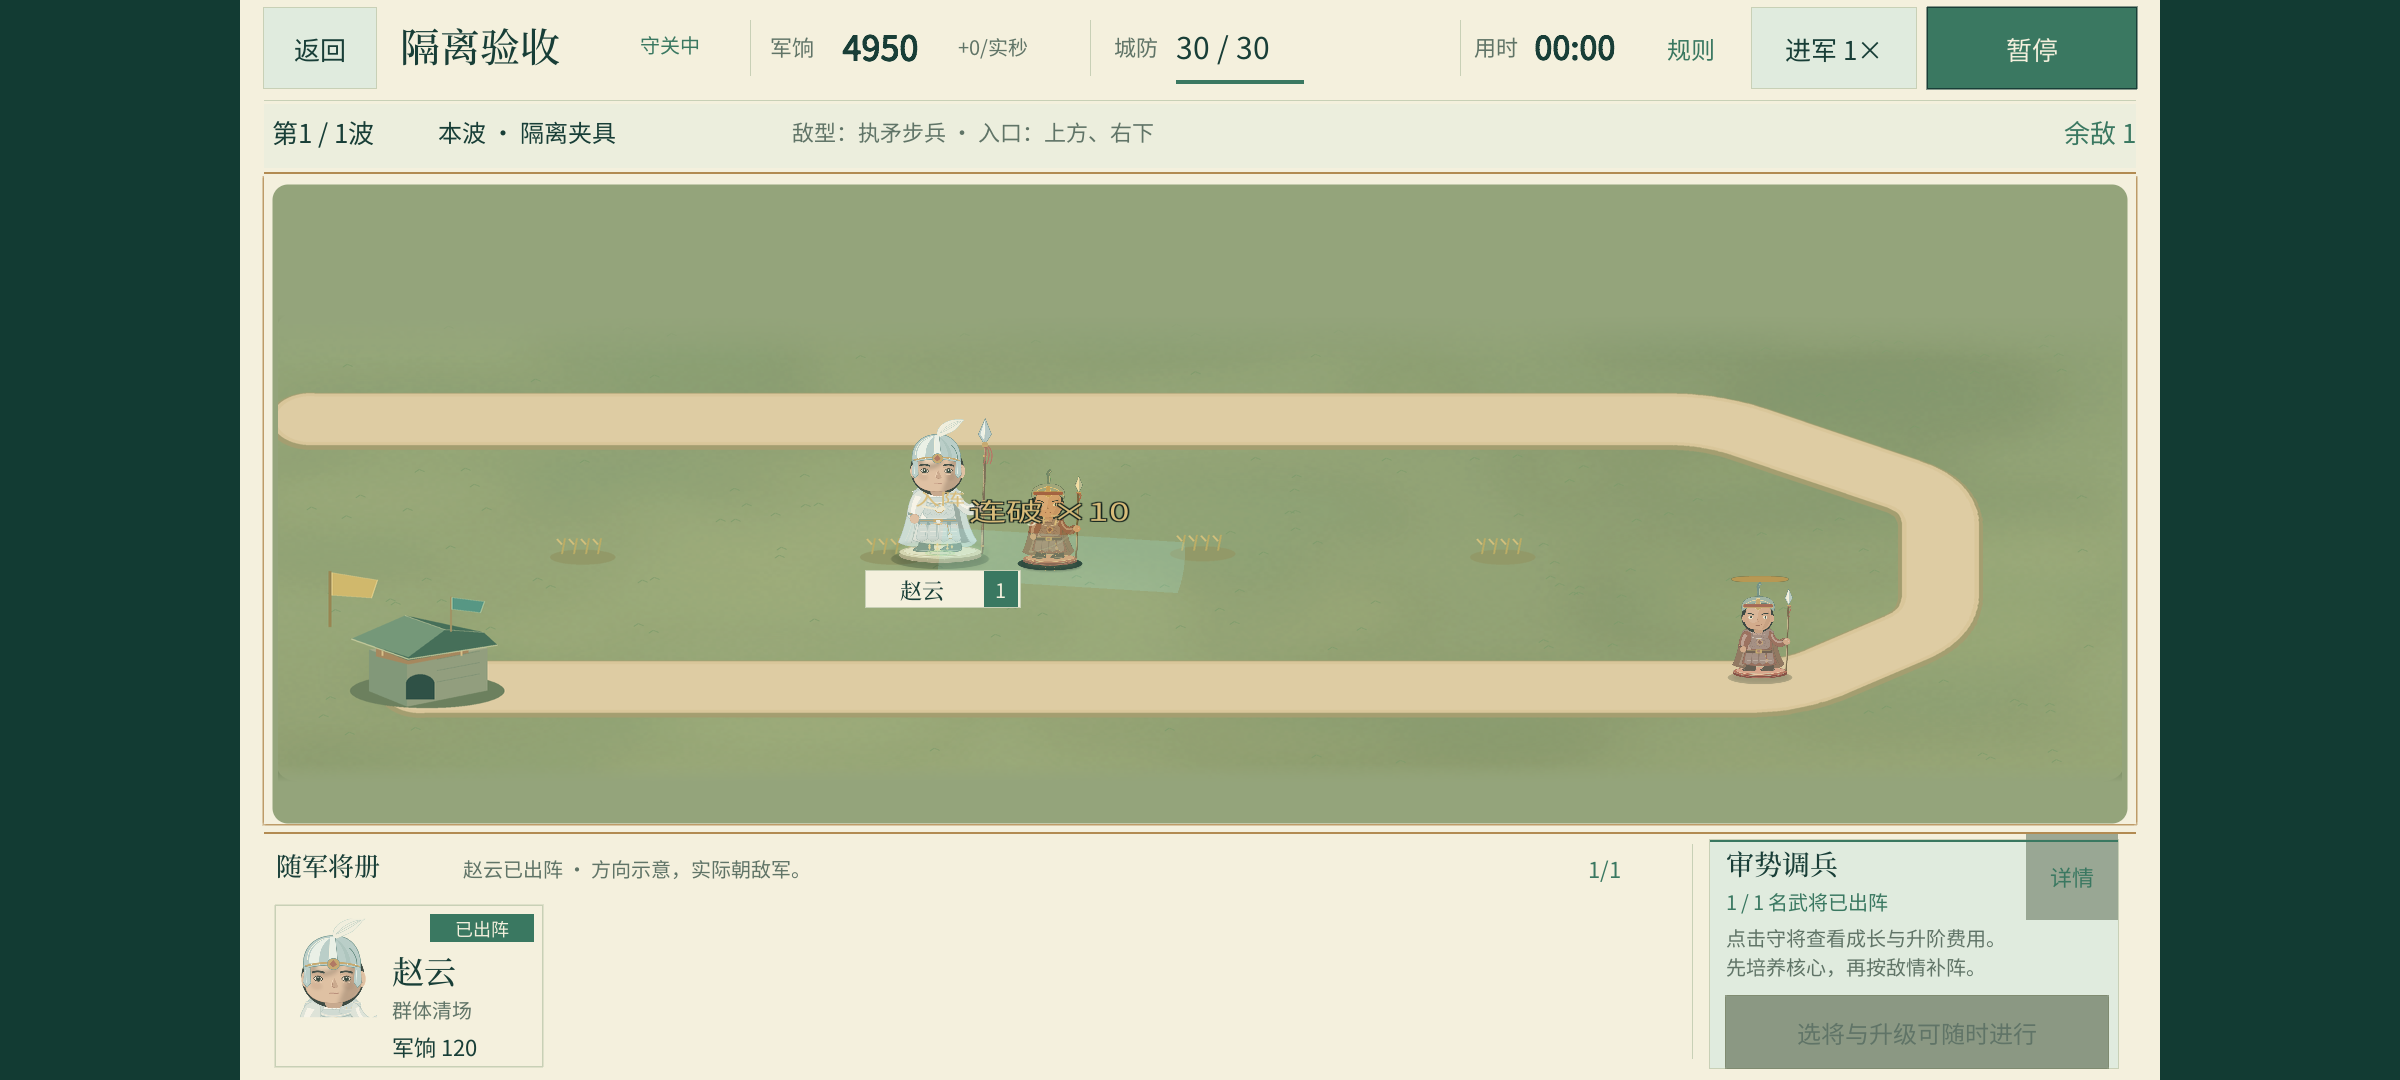 返回
隔离验收
守关中
军饷 4950 +0/实秒
城防 30 / 30
用时 00:00
规则
进军 1×
暂停
第1 / 1波
本波 · 隔离夹具
敌型：执矛步兵 · 入口：上方、右下
余敌 1
连破 ×10
赵云 1
随军将册
赵云已出阵 · 方向示意，实际朝敌军。
1/1
已出阵
赵云
群体清场
军饷 120
审势调兵
详情
1 / 1 名武将已出阵
点击守将查看成长与升阶费用。
先培养核心，再按敌情补阵。
选将与升级可随时进行